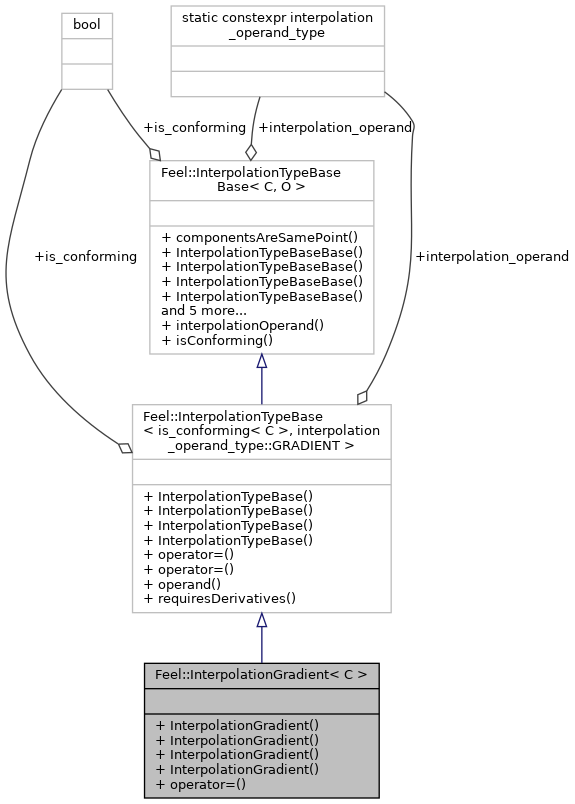 bool
static constexpr interpolation
_operand_type
+is_conforming
+interpolation_operand
Feel::InterpolationTypeBase
Base< C, O >
+ componentsAreSamePoint()
+ InterpolationTypeBaseBase()
+ InterpolationTypeBaseBase()
+ InterpolationTypeBaseBase()
+ InterpolationTypeBaseBase()
and 5 more...
+ interpolationOperand()
+ isConforming()
+is_conforming
+interpolation_operand
Feel::InterpolationTypeBase
< is_conforming< C >, interpolation
_operand_type::GRADIENT >
+ InterpolationTypeBase()
+ InterpolationTypeBase()
+ InterpolationTypeBase()
+ InterpolationTypeBase()
+ operator=()
+ operator=()
+ operand()
+ requiresDerivatives()
Feel::InterpolationGradient< C >
+ InterpolationGradient()
+ InterpolationGradient()
+ InterpolationGradient()
+ InterpolationGradient()
+ operator=()